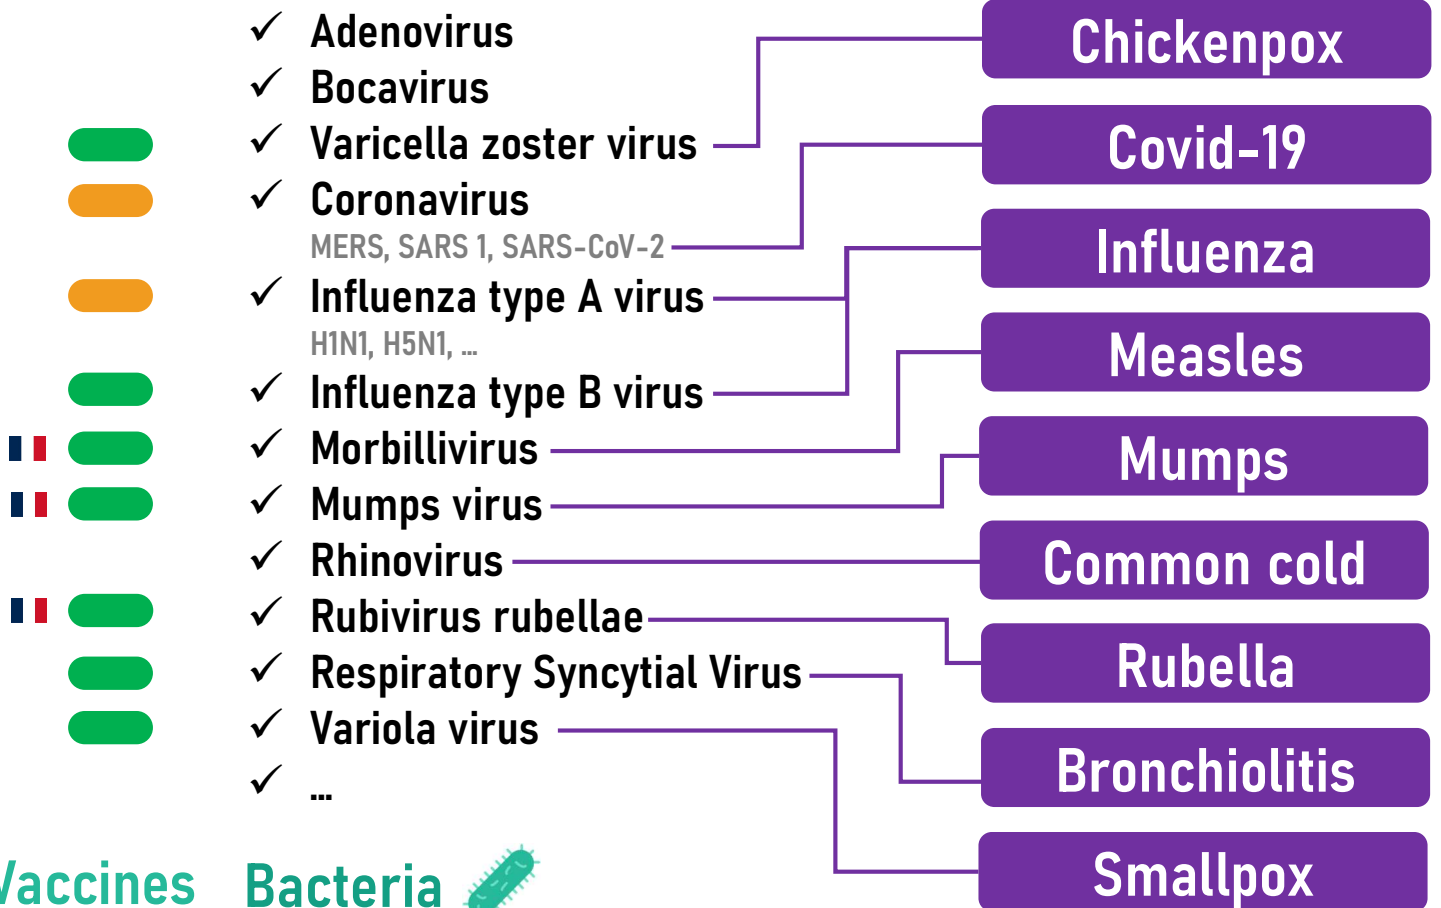 Adenovirus
Bocavirus
Varicella zoster virus
Coronavirus
MERS, SARS 1, SARS-CoV-2
Influenza type A virus
H1N1, H5N1, ...
Influenza type B virus
Morbillivirus
Mumps virus
Rhinovirus
Rubivirus rubellae
Respiratory Syncytial Virus
Variola virus
...
Chickenpox
Covid-19
Influenza
Measles
Mumps
Common cold
Rubella
Bronchiolitis
Smallpox
Vaccines
Bacteria